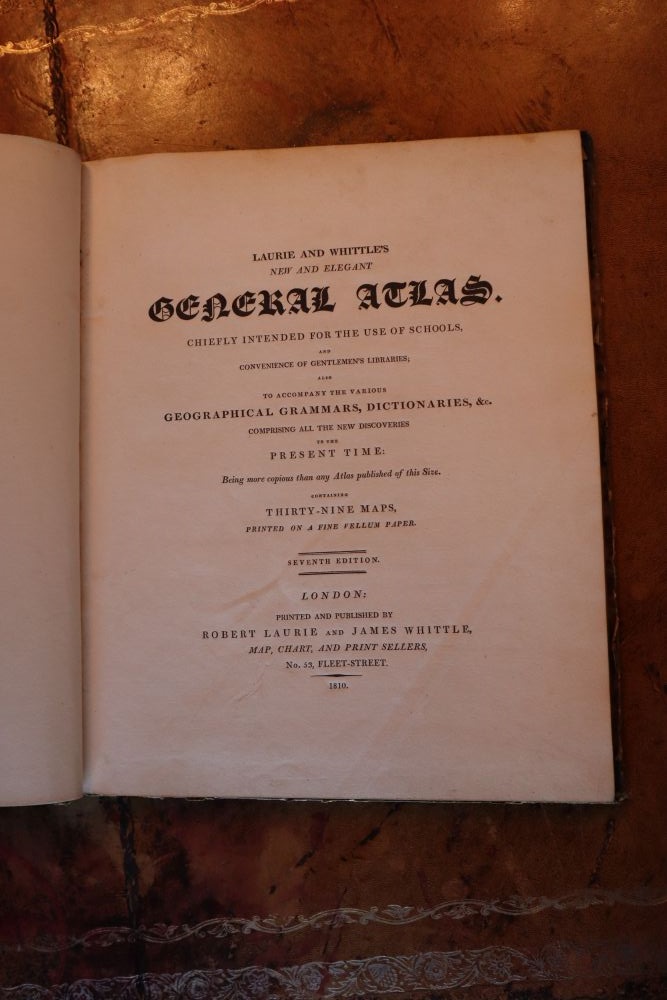 LAURIE AND WHITTLE'S
NEW AND ELEGANT
GENERAL ATLAS.
CHIEFLY INTENDED FOR THE USE OF SCHOOLS,
AND
CONVENIENCE OF GENTLEMEN'S LIBRARIES;
ALSO
TO ACCOMPANY THE VARIOUS
GEOGRAPHICAL GRAMMARS, DICTIONARIES, &c.
COMPRISING ALL THE NEW DISCOVERIES
TO THE
PRESENT TIME:
Being more copious than any Atlas published of this Size.
CONTAINING
THIRTY-NINE MAPS,
PRINTED ON A FINE VELLUM PAPER.
SEVENTH EDITION.
LONDON:
PRINTED AND PUBLISHED BY
ROBERT LAURIE AND JAMES WHITTLE,
MAP, CHART, AND PRINT SELLERS,
No. 53, FLEET-STREET.
1810.